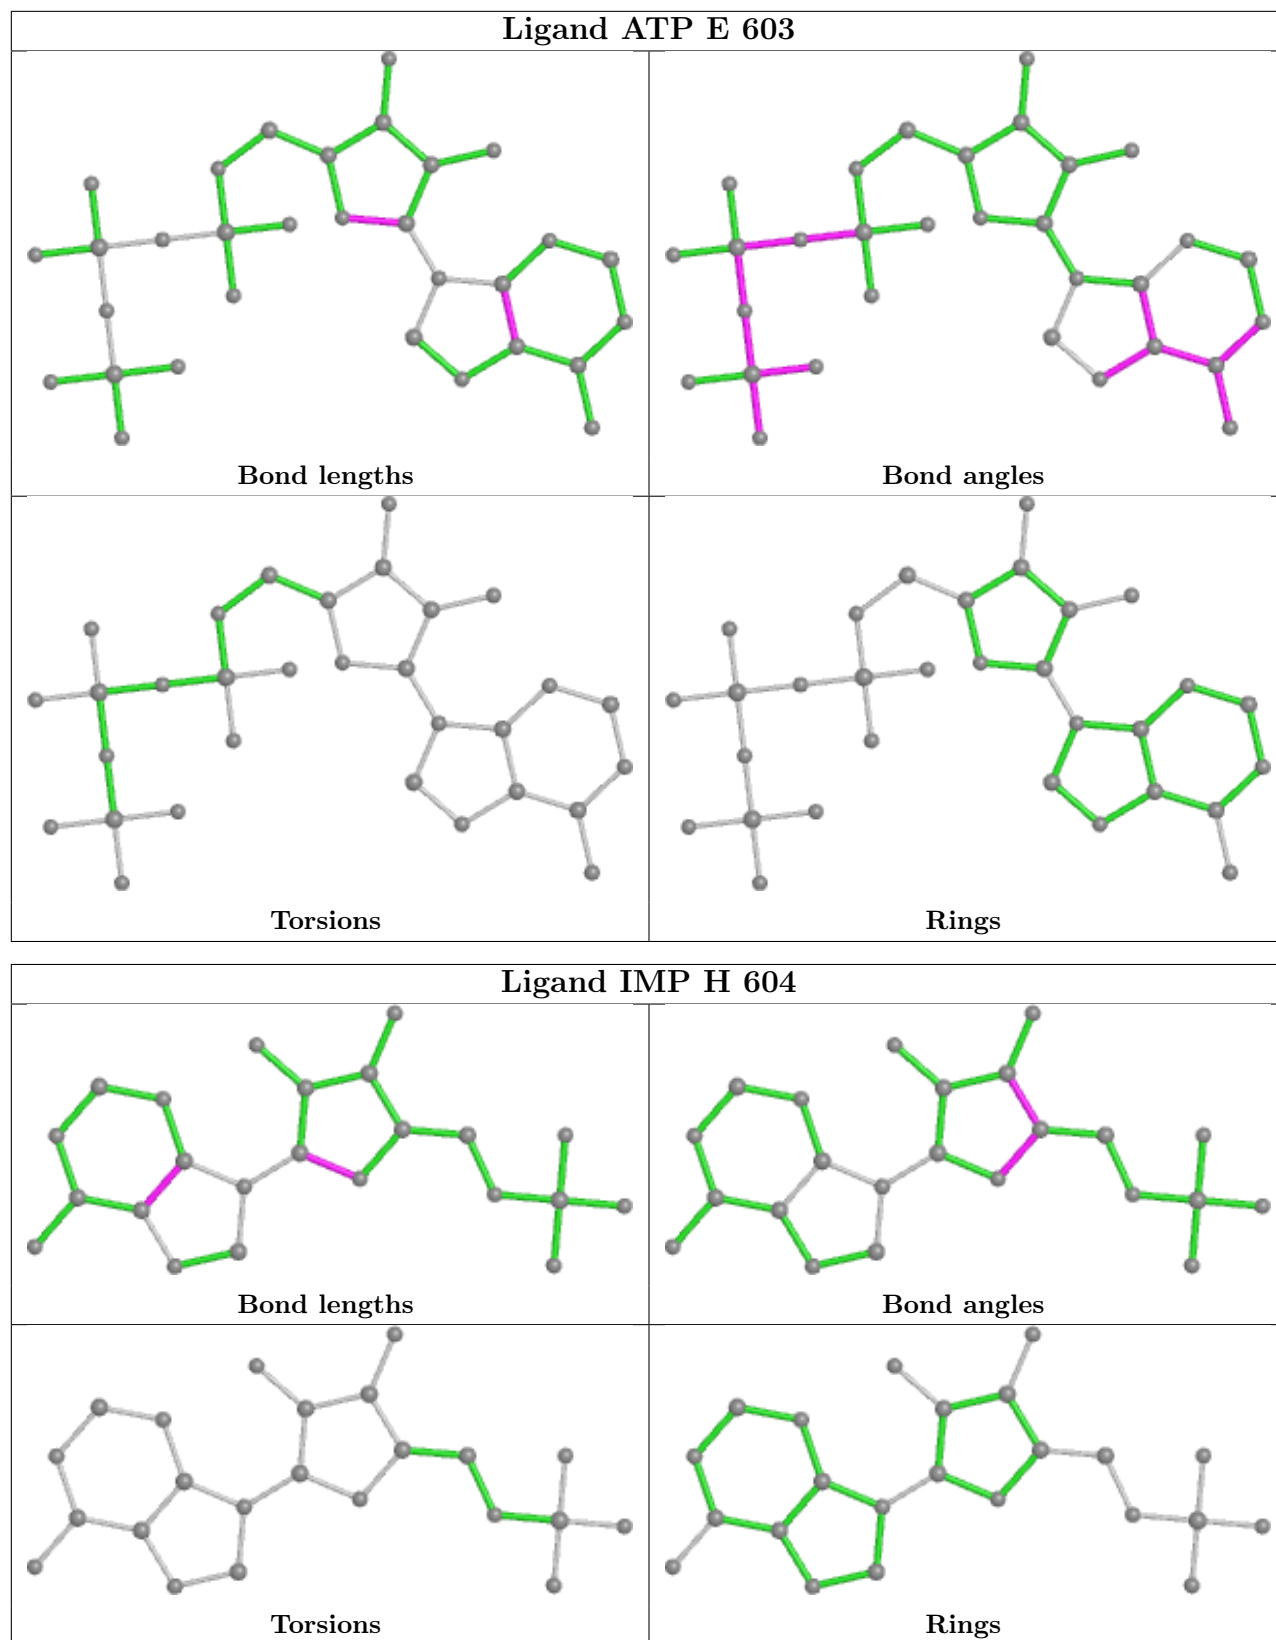 Ligand ATP E 603
Bond lengths
Bond angles
Torsions
Rings
Ligand IMP H 604
Bond lengths
Bond angles
Torsions
Rings